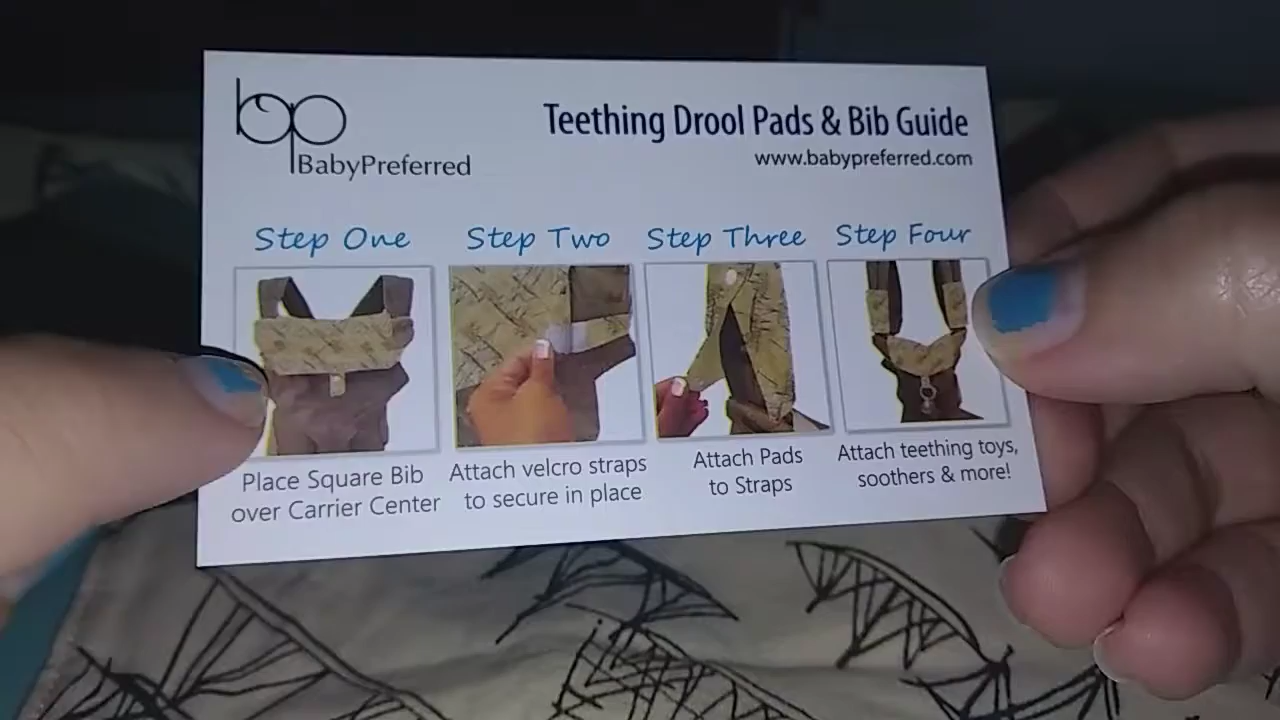 bp
BabyPreferred
Teething Drool Pads & Bib Guide
www.babypreferred.com
Step One
Place Square Bib
over Carrier Center
Step Two
Attach velcro straps
to secure in place
Step Three
Attach Pads
to Straps
Step Four
Attach teething toys,
soothers & more!